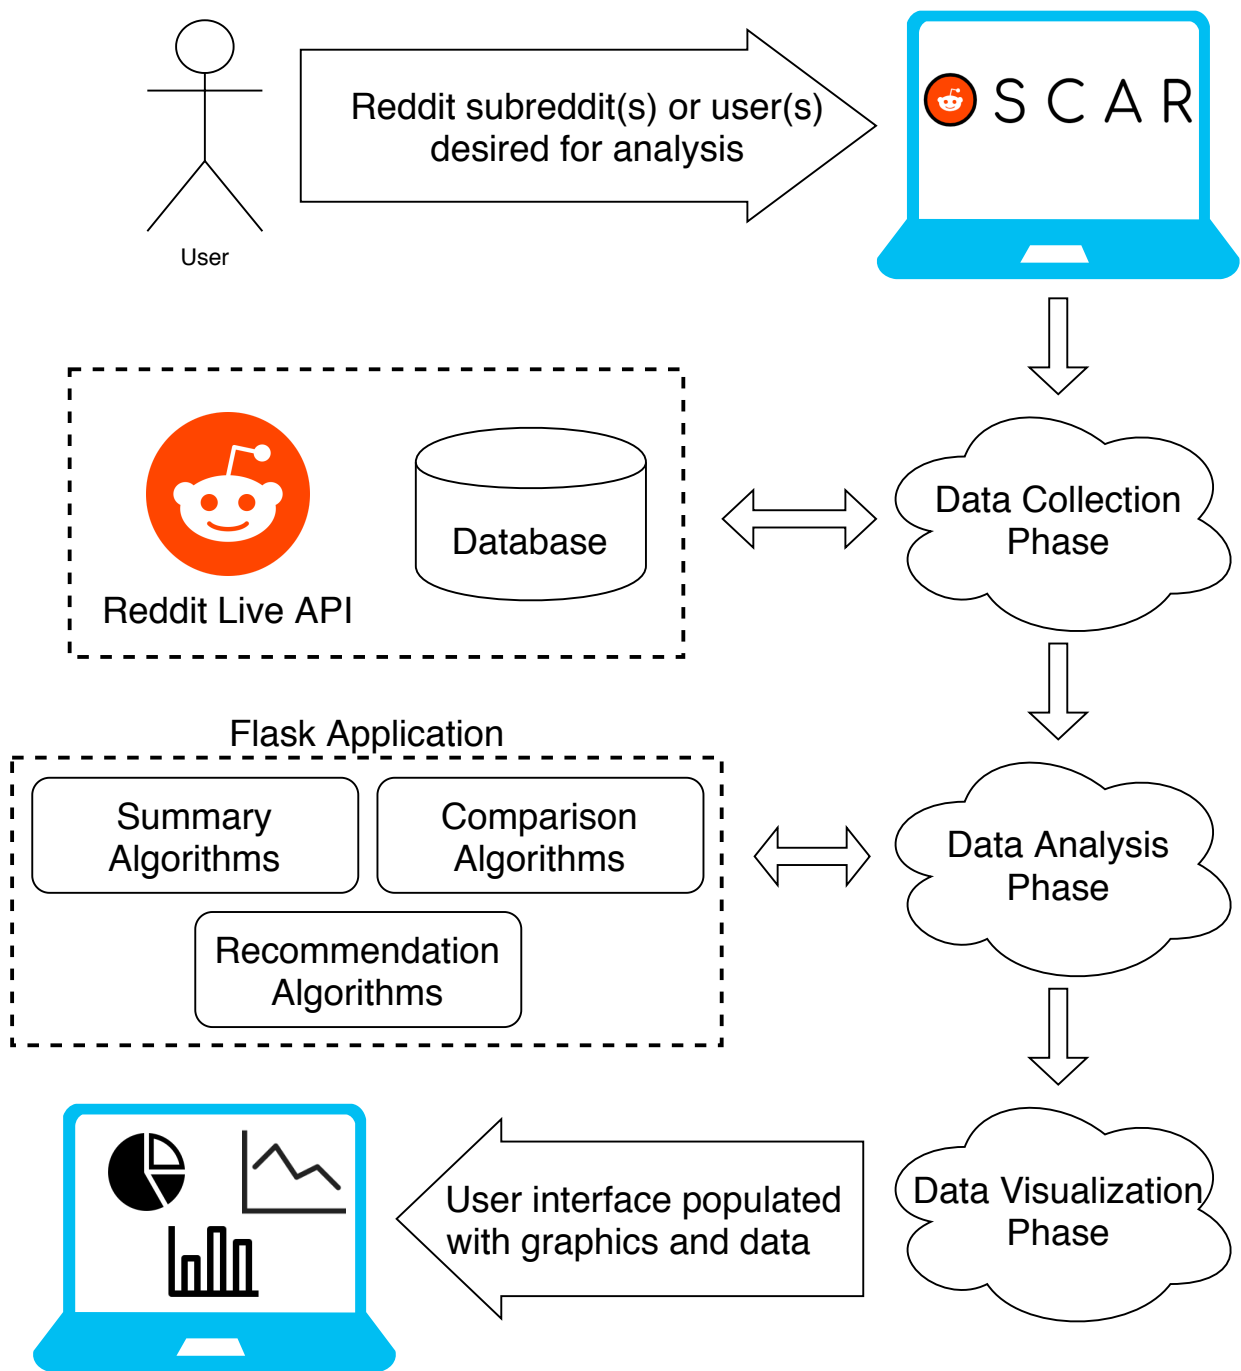 Reddit subreddit(s) or user(s)
desired for analysis
SCAR
User
Data Collection
Phase
Database
Reddit Live API
Flask Application
Summary
Algorithms
Comparison
Algorithms
Data Analysis
Phase
Recommendation
Algorithms
User interface populated
with graphics and data
Data Visualization
Phase